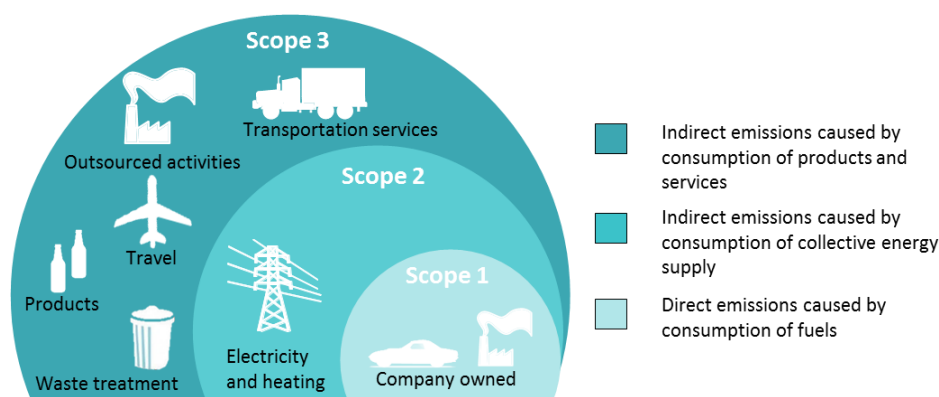 Scope 3
Transportation services
Outsourced activities
Scope 2
Travel
Products
Waste treatment
Electricity
and heating
Scope 1
Company owned
Indirect emissions caused by
consumption of products and
services
Indirect emissions caused by
consumption of collective energy
supply
Direct emissions caused by
consumption of fuels